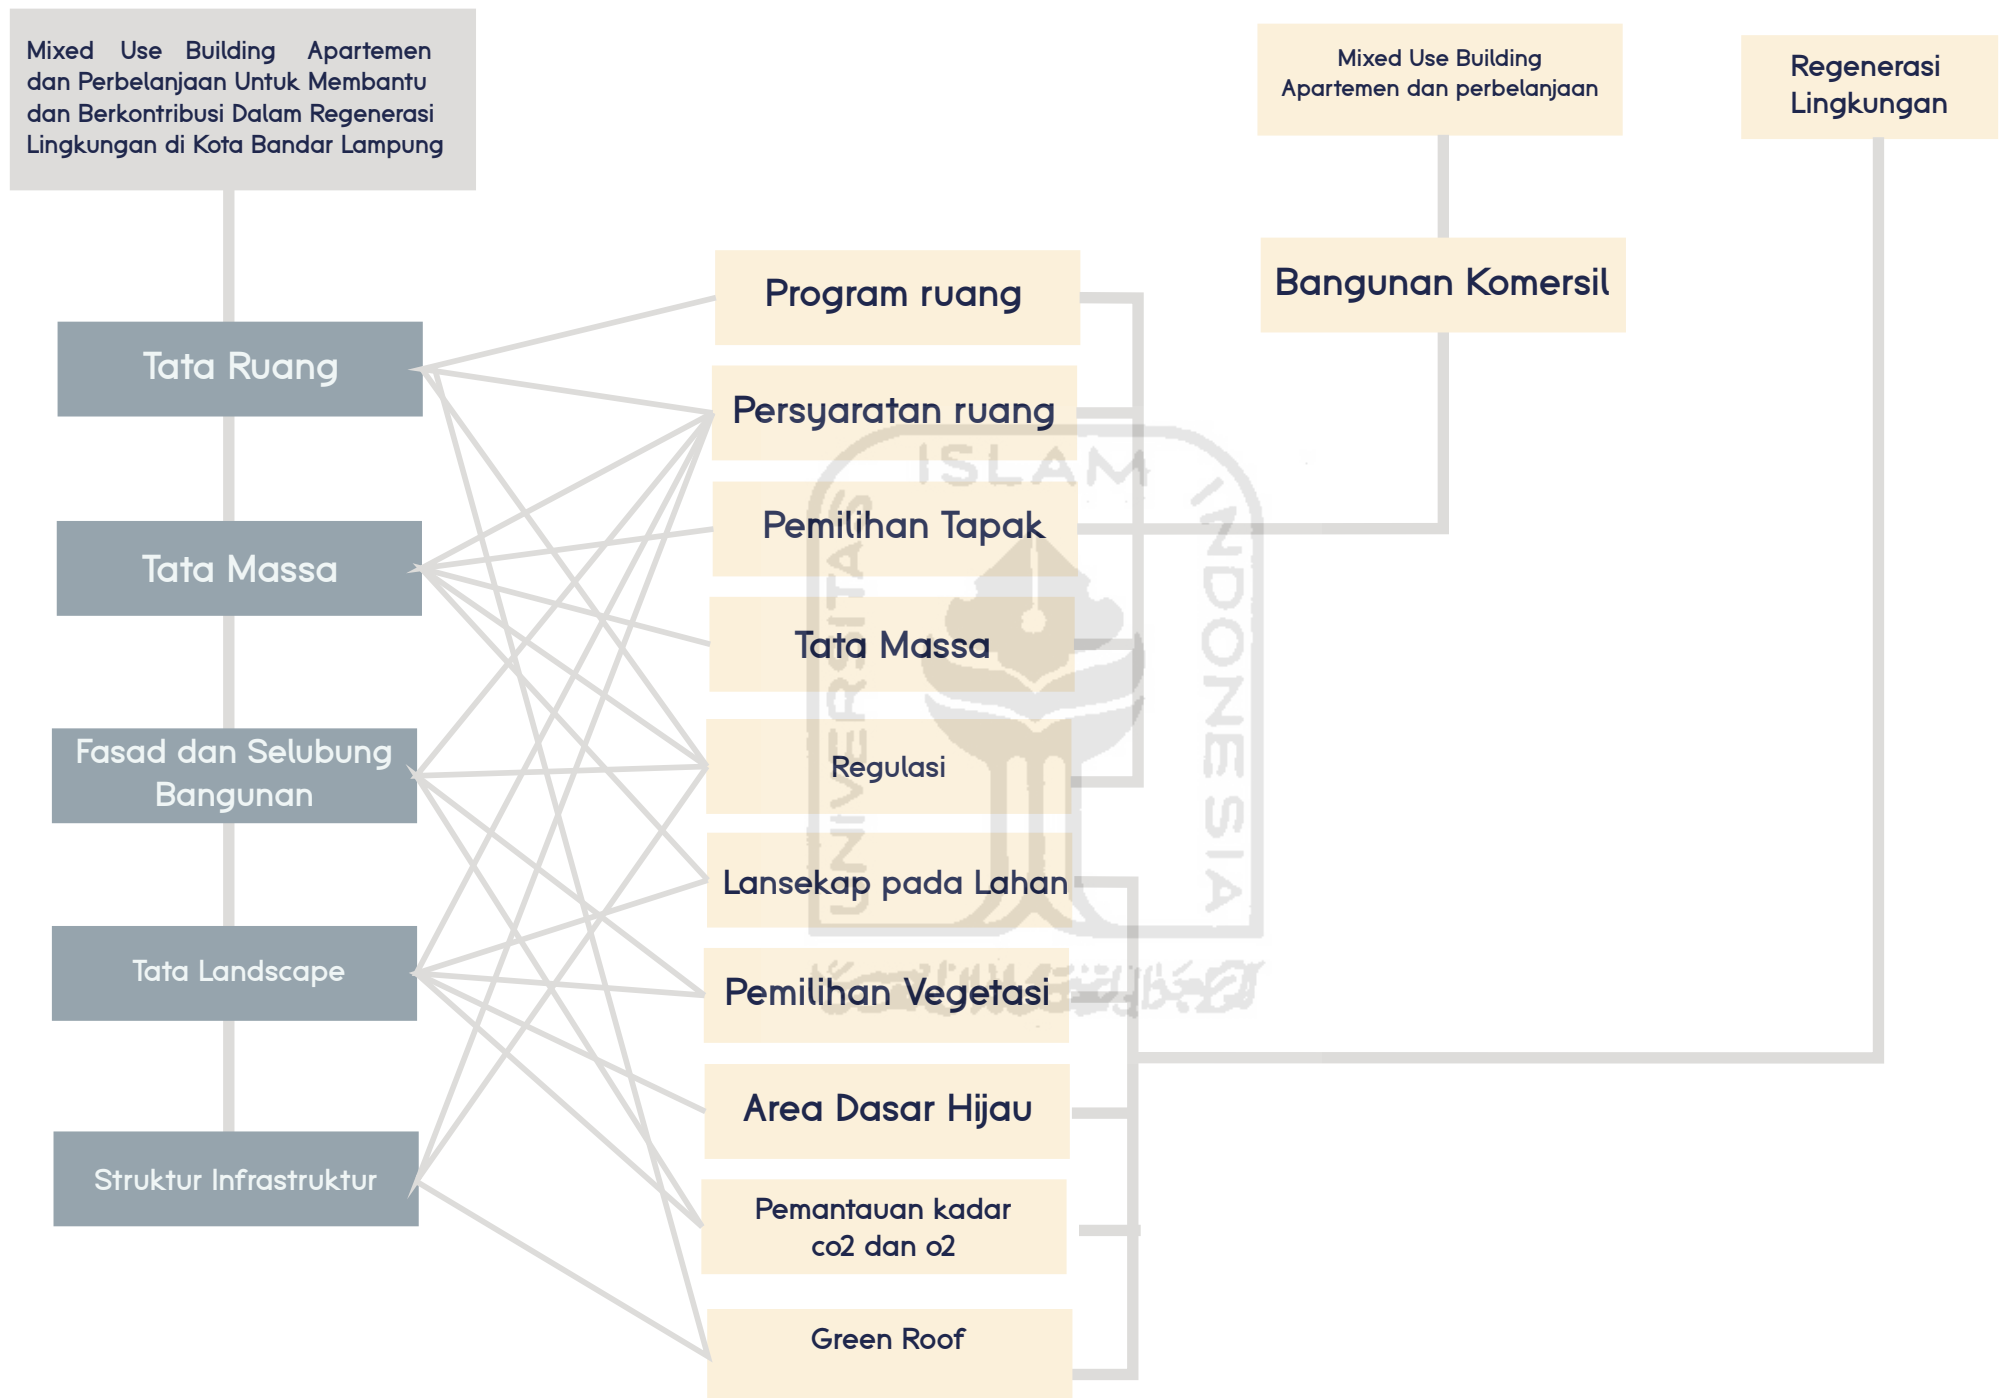 Mixed Use Building Apartemen
dan Perbelanjaan Untuk Membantu
dan Berkontribusi Dalam Regenerasi
Lingkungan di Kota Bandar Lampung
Mixed Use Building
Apartemen dan perbelanjaan
Regenerasi
Lingkungan
Bangunan Komersil
Tata Ruang
Tata Massa
Fasad dan Selubung
Bangunan
Tata Landscape
Struktur Infrastruktur
Program ruang
Persyaratan ruang
Pemilihan Tapak
Tata Massa
Regulasi
Lansekap pada Lahan
Pemilihan Vegetasi
Area Dasar Hijau
Pemantauan kadar
co2 dan o2
Green Roof
UNIVERSITAS
ISLAM
INDONESIA